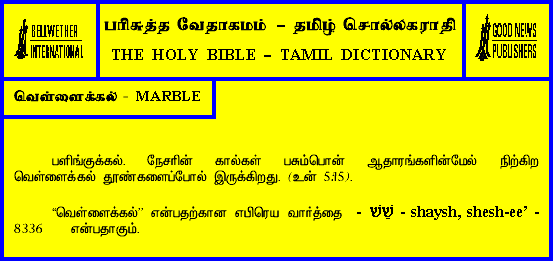 BELLWETHER
INTERNATIONAL
பரிசுத்த வேதாகமம் – தமிழ் சொல்லகராதி
THE HOLY BIBLE – TAMIL DICTIONARY
GOOD NEWS
PUBLISHERS
வெள்ளைக்கல் - MARBLE
பளிங்குக்கல். நேசரின் கால்கள் பசும்பொன் ஆதாரங்களின்மேல் நிற்கிற
வெள்ளைக்கல் தூண்களைப்போல் இருக்கிறது. (உன் 5:15).
“வெள்ளைக்கல்” என்பதற்கான எபிரெய வார்த்தை - שֵׁשׁ - shaysh, shesh-ee’ -
8336 என்பதாகும்.